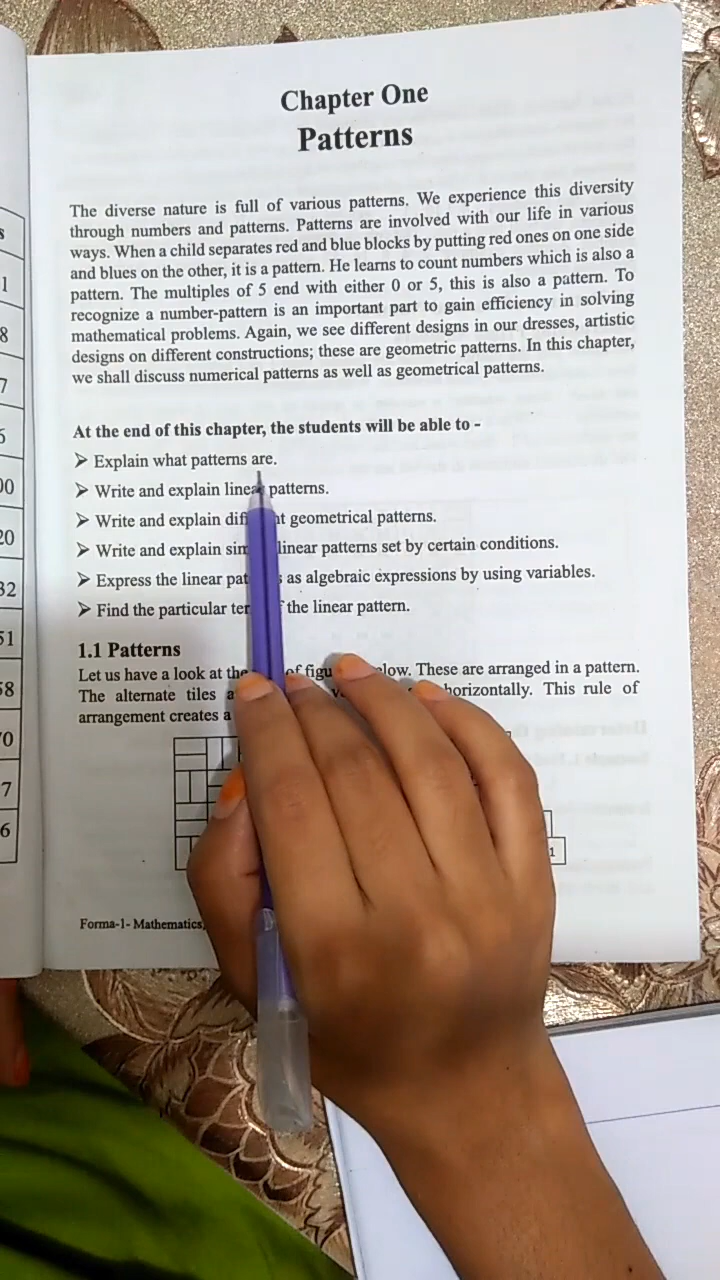 Chapter One
Patterns
The diverse nature is full of various patterns. We experience this diversity
through numbers and patterns. Patterns are involved with our life in various
ways. When a child separates red and blue blocks by putting red ones on one side
and blues on the other, it is a pattern. He learns to count numbers which is also a
pattern. The multiples of 5 end with either 0 or 5, this is also a pattern. To
recognize a number-pattern is an important part to gain efficiency in solving
mathematical problems. Again, we see different designs in our dresses, artistic
designs on different constructions; these are geometric patterns. In this chapter,
we shall discuss numerical patterns as well as geometrical patterns.
At the end of this chapter, the students will be able to -
➢ Explain what patterns are.
➢ Write and explain linear patterns.
➢ Write and explain different geometrical patterns.
➢ Write and explain simple linear patterns set by certain conditions.
➢ Express the linear patterns as algebraic expressions by using variables.
➢ Find the particular term of the linear pattern.
1.1 Patterns
Let us have a look at the of below. These are arranged in a pattern.
The alternate tiles horizontally. This rule of
arrangement creates a
1
Forma-1- Mathematics,